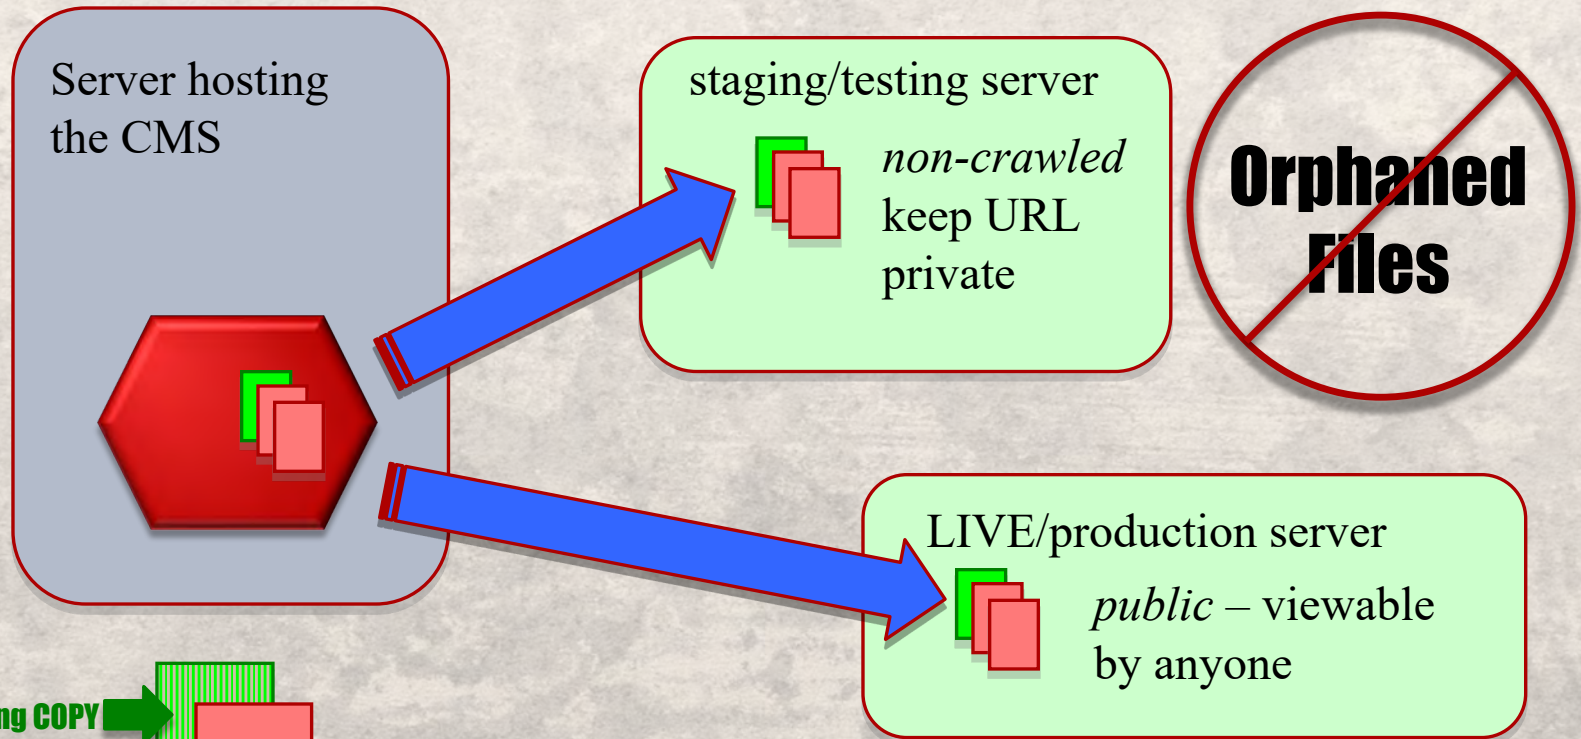 Server hosting
the CMS
staging/testing server
non-crawled
keep URL
private
Orphaned
Files
LIVE/production server
public – viewable
by anyone
COPY